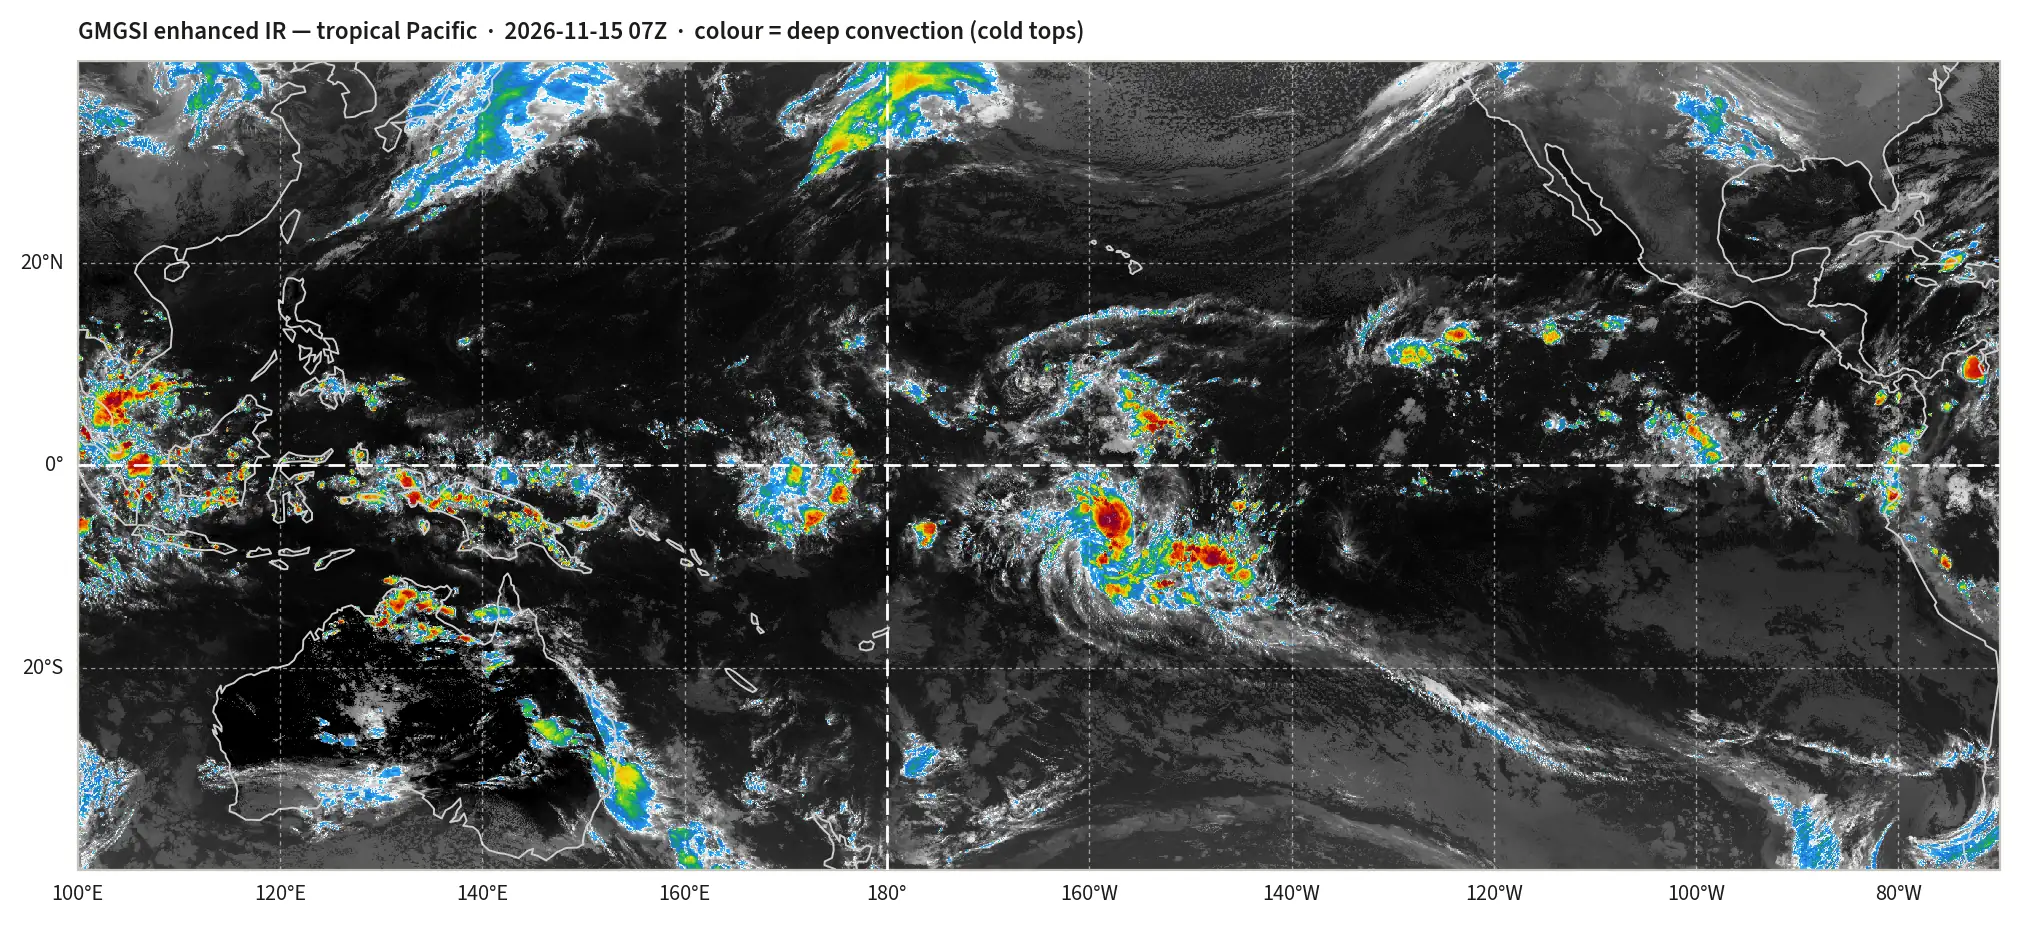 GMGSI enhanced IR — tropical Pacific · 2026-11-15 07Z · colour = deep convection (cold tops)
20°N
0°
20°S
100°E 120°E 140°E 160°E 180° 160°W 140°W 120°W 100°W 80°W